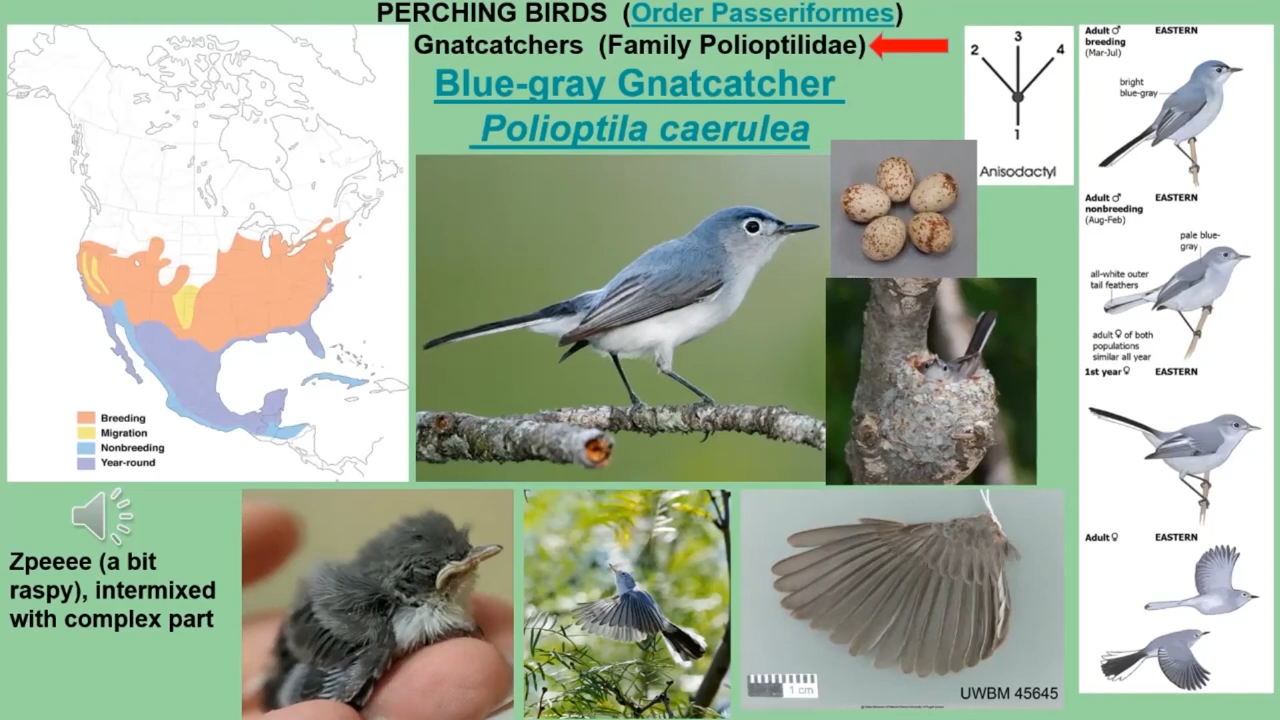 PERCHING BIRDS (Order Passeriformes)
Gnatcatchers (Family Polioptilidae)
Blue-gray Gnatcatcher
Polioptila caerulea
2
3
4
1
Anisodactyl
Breeding
Migration
Nonbreeding
Year-round
Zpeeee (a bit
raspy), intermixed
with complex part
1 cm
UWBM 45645
Adult ♂ EASTERN
breeding
(Mar-Jul)
bright
blue-gray
Adult ♂ EASTERN
nonbreeding
(Aug-Feb)
pale blue-
gray
all-white outer
tail feathers
adult ♀ of both
populations
similar all year
1st year ♀ EASTERN
Adult ♀ EASTERN